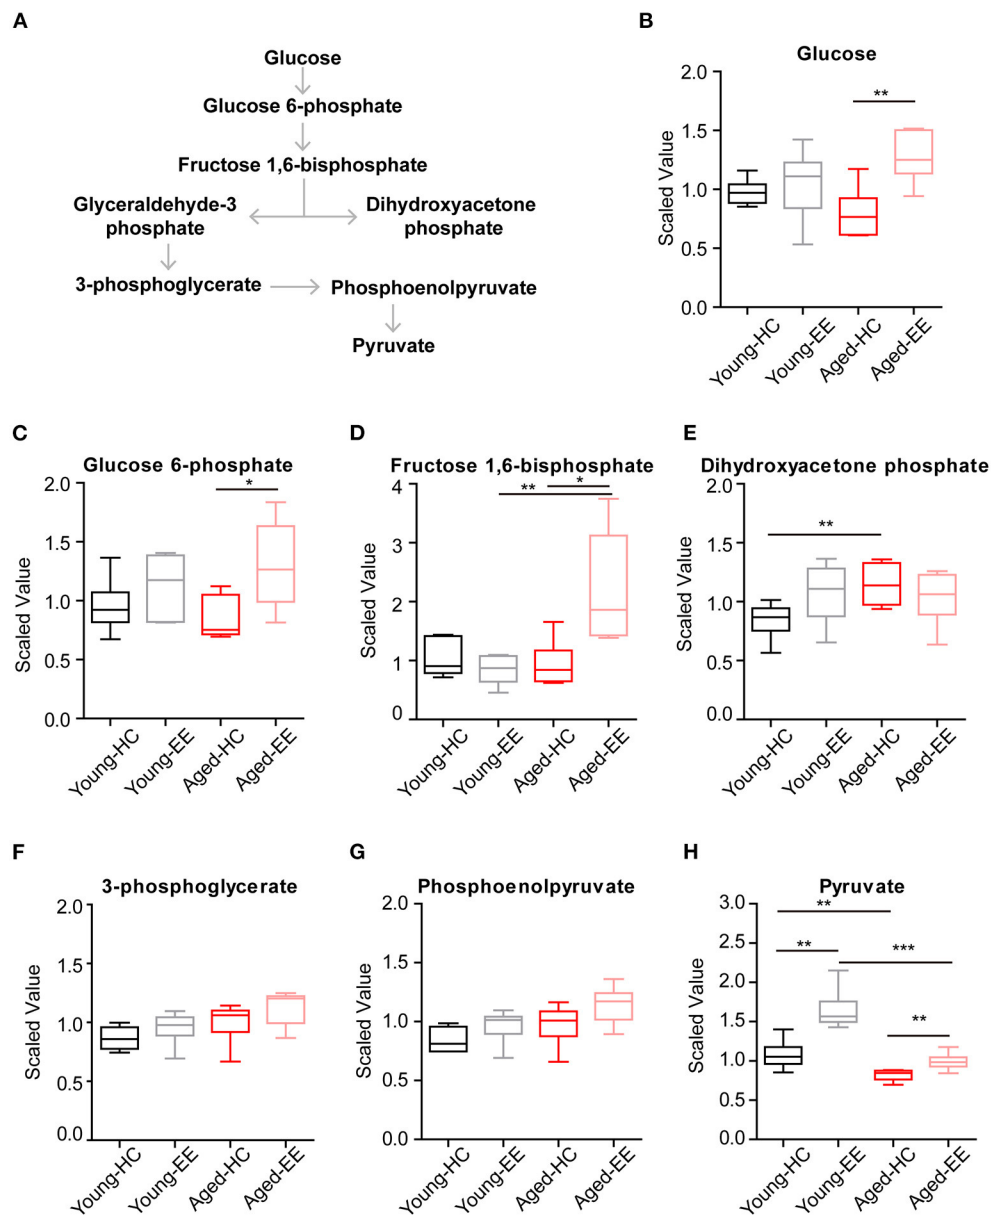 A
Glucose
Glucose 6-phosphate
Fructose 1,6-bisphosphate
Glyceraldehyde-3
phosphate
Dihydroxyacetone
phosphate
3-phosphoglycerate
Phosphoenolpyruvate
Pyruvate
B
Glucose
Scaled Value
2.0
1.5
1.0
0.5
0.0
**
Young-HC
Young-EE
Aged-HC
Aged-EE
C
Glucose 6-phosphate
Scaled Value
2.0
1.5
1.0
0.5
0.0
*
Young-HC
Young-EE
Aged-HC
Aged-EE
D
Fructose 1,6-bisphosphate
Scaled Value
4
3
2
1
0
**
*
Young-HC
Young-EE
Aged-HC
Aged-EE
E
Dihydroxyacetone phosphate
Scaled Value
2.0
1.5
1.0
0.5
0.0
**
Young-HC
Young-EE
Aged-HC
Aged-EE
F
3-phosphoglycerate
Scaled Value
2.0
1.5
1.0
0.5
0.0
Young-HC
Young-EE
Aged-HC
Aged-EE
G
Phosphoenolpyruvate
Scaled Value
2.0
1.5
1.0
0.5
0.0
Young-HC
Young-EE
Aged-HC
Aged-EE
H
Pyruvate
Scaled Value
3.0
2.5
2.0
1.5
1.0
0.5
0.0
**
**
***
**
Young-HC
Young-EE
Aged-HC
Aged-EE